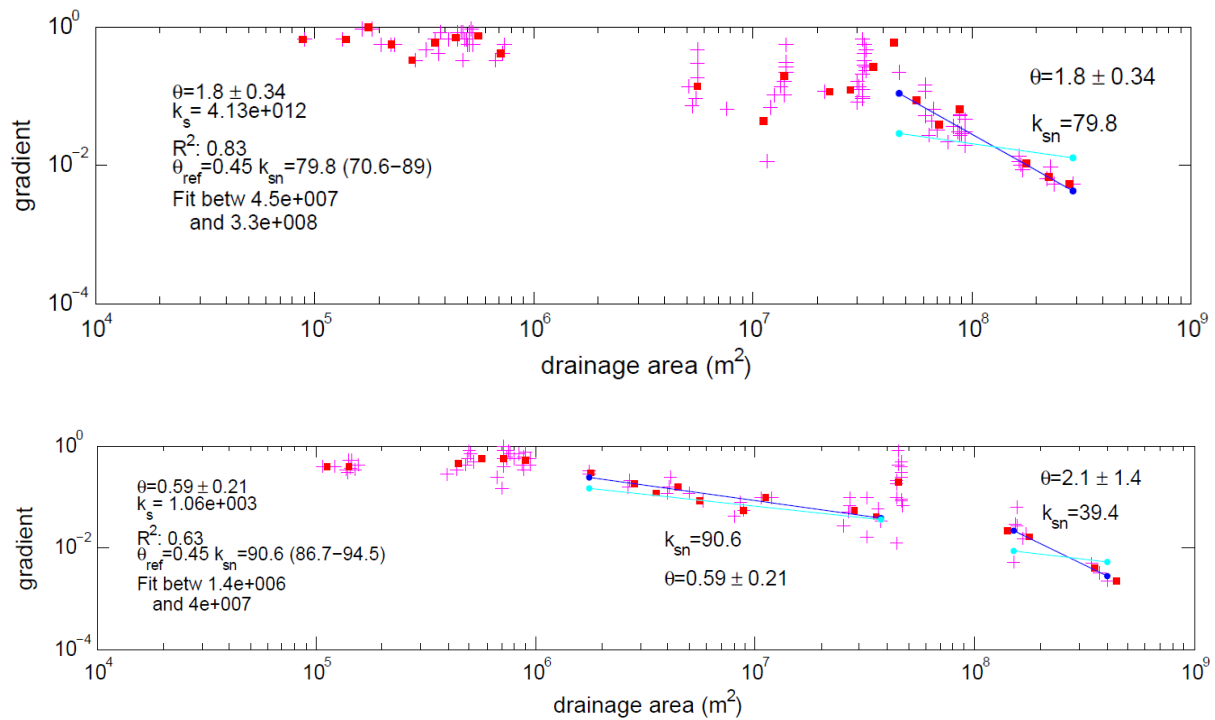 10^0
θ=1.8 ± 0.34
k_s= 4.13e+012
R^2: 0.83
θ_ref=0.45 k_sn=79.8 (70.6−89)
Fit betw 4.5e+007
and 3.3e+008
θ=1.8 ± 0.34
k_sn=79.8
10^−2
gradient
10^−4
10^4 10^5 10^6 10^7 10^8 10^9
drainage area (m^2)
10^0
θ=0.59 ± 0.21
k_s= 1.06e+003
R^2: 0.63
θ_ref=0.45 k_sn=90.6 (86.7−94.5)
Fit betw 1.4e+006
and 4e+007
k_sn=90.6
θ=0.59 ± 0.21
θ=2.1 ± 1.4
k_sn=39.4
10^−2
gradient
10^−4
10^4 10^5 10^6 10^7 10^8 10^9
drainage area (m^2)